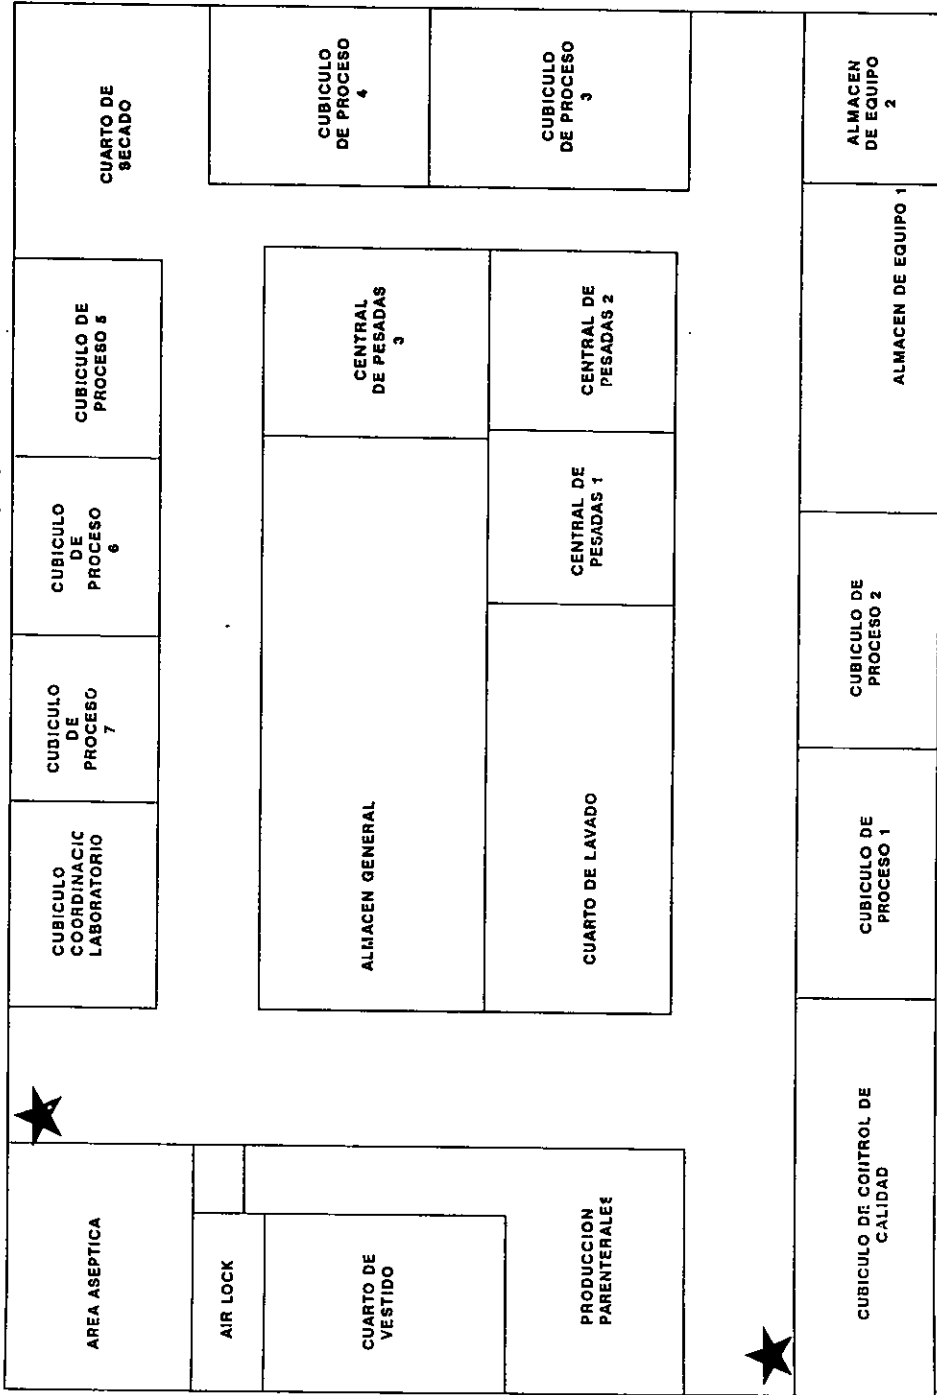 AREA ASEPTICA
AIR LOCK
CUARTO DE
VESTIDO
PRODUCCION
PARENTERALES
CUBICULO DE CONTROL DE
CALIDAD
CUBICULO
COORDINACIC
LABORATORIO
CUBICULO
DE
PROCESO
7
CUBICULO
DE
PROCESO
6
CUBICULO DE
PROCESO 5
CUARTO DE
SECADO
ALMACEN GENERAL
CENTRAL
DE PESADAS
3
CUARTO DE LAVADO
CENTRAL DE
PESADAS 1
CENTRAL DE
PESADAS 2
CUBICULO
DE PROCESO
4
CUBICULO
DE PROCESO
3
CUBICULO DE
PROCESO 1
CUBICULO DE
PROCESO 2
ALMACEN DE EQUIPO 1
ALMACEN
DE EQUIPO
2